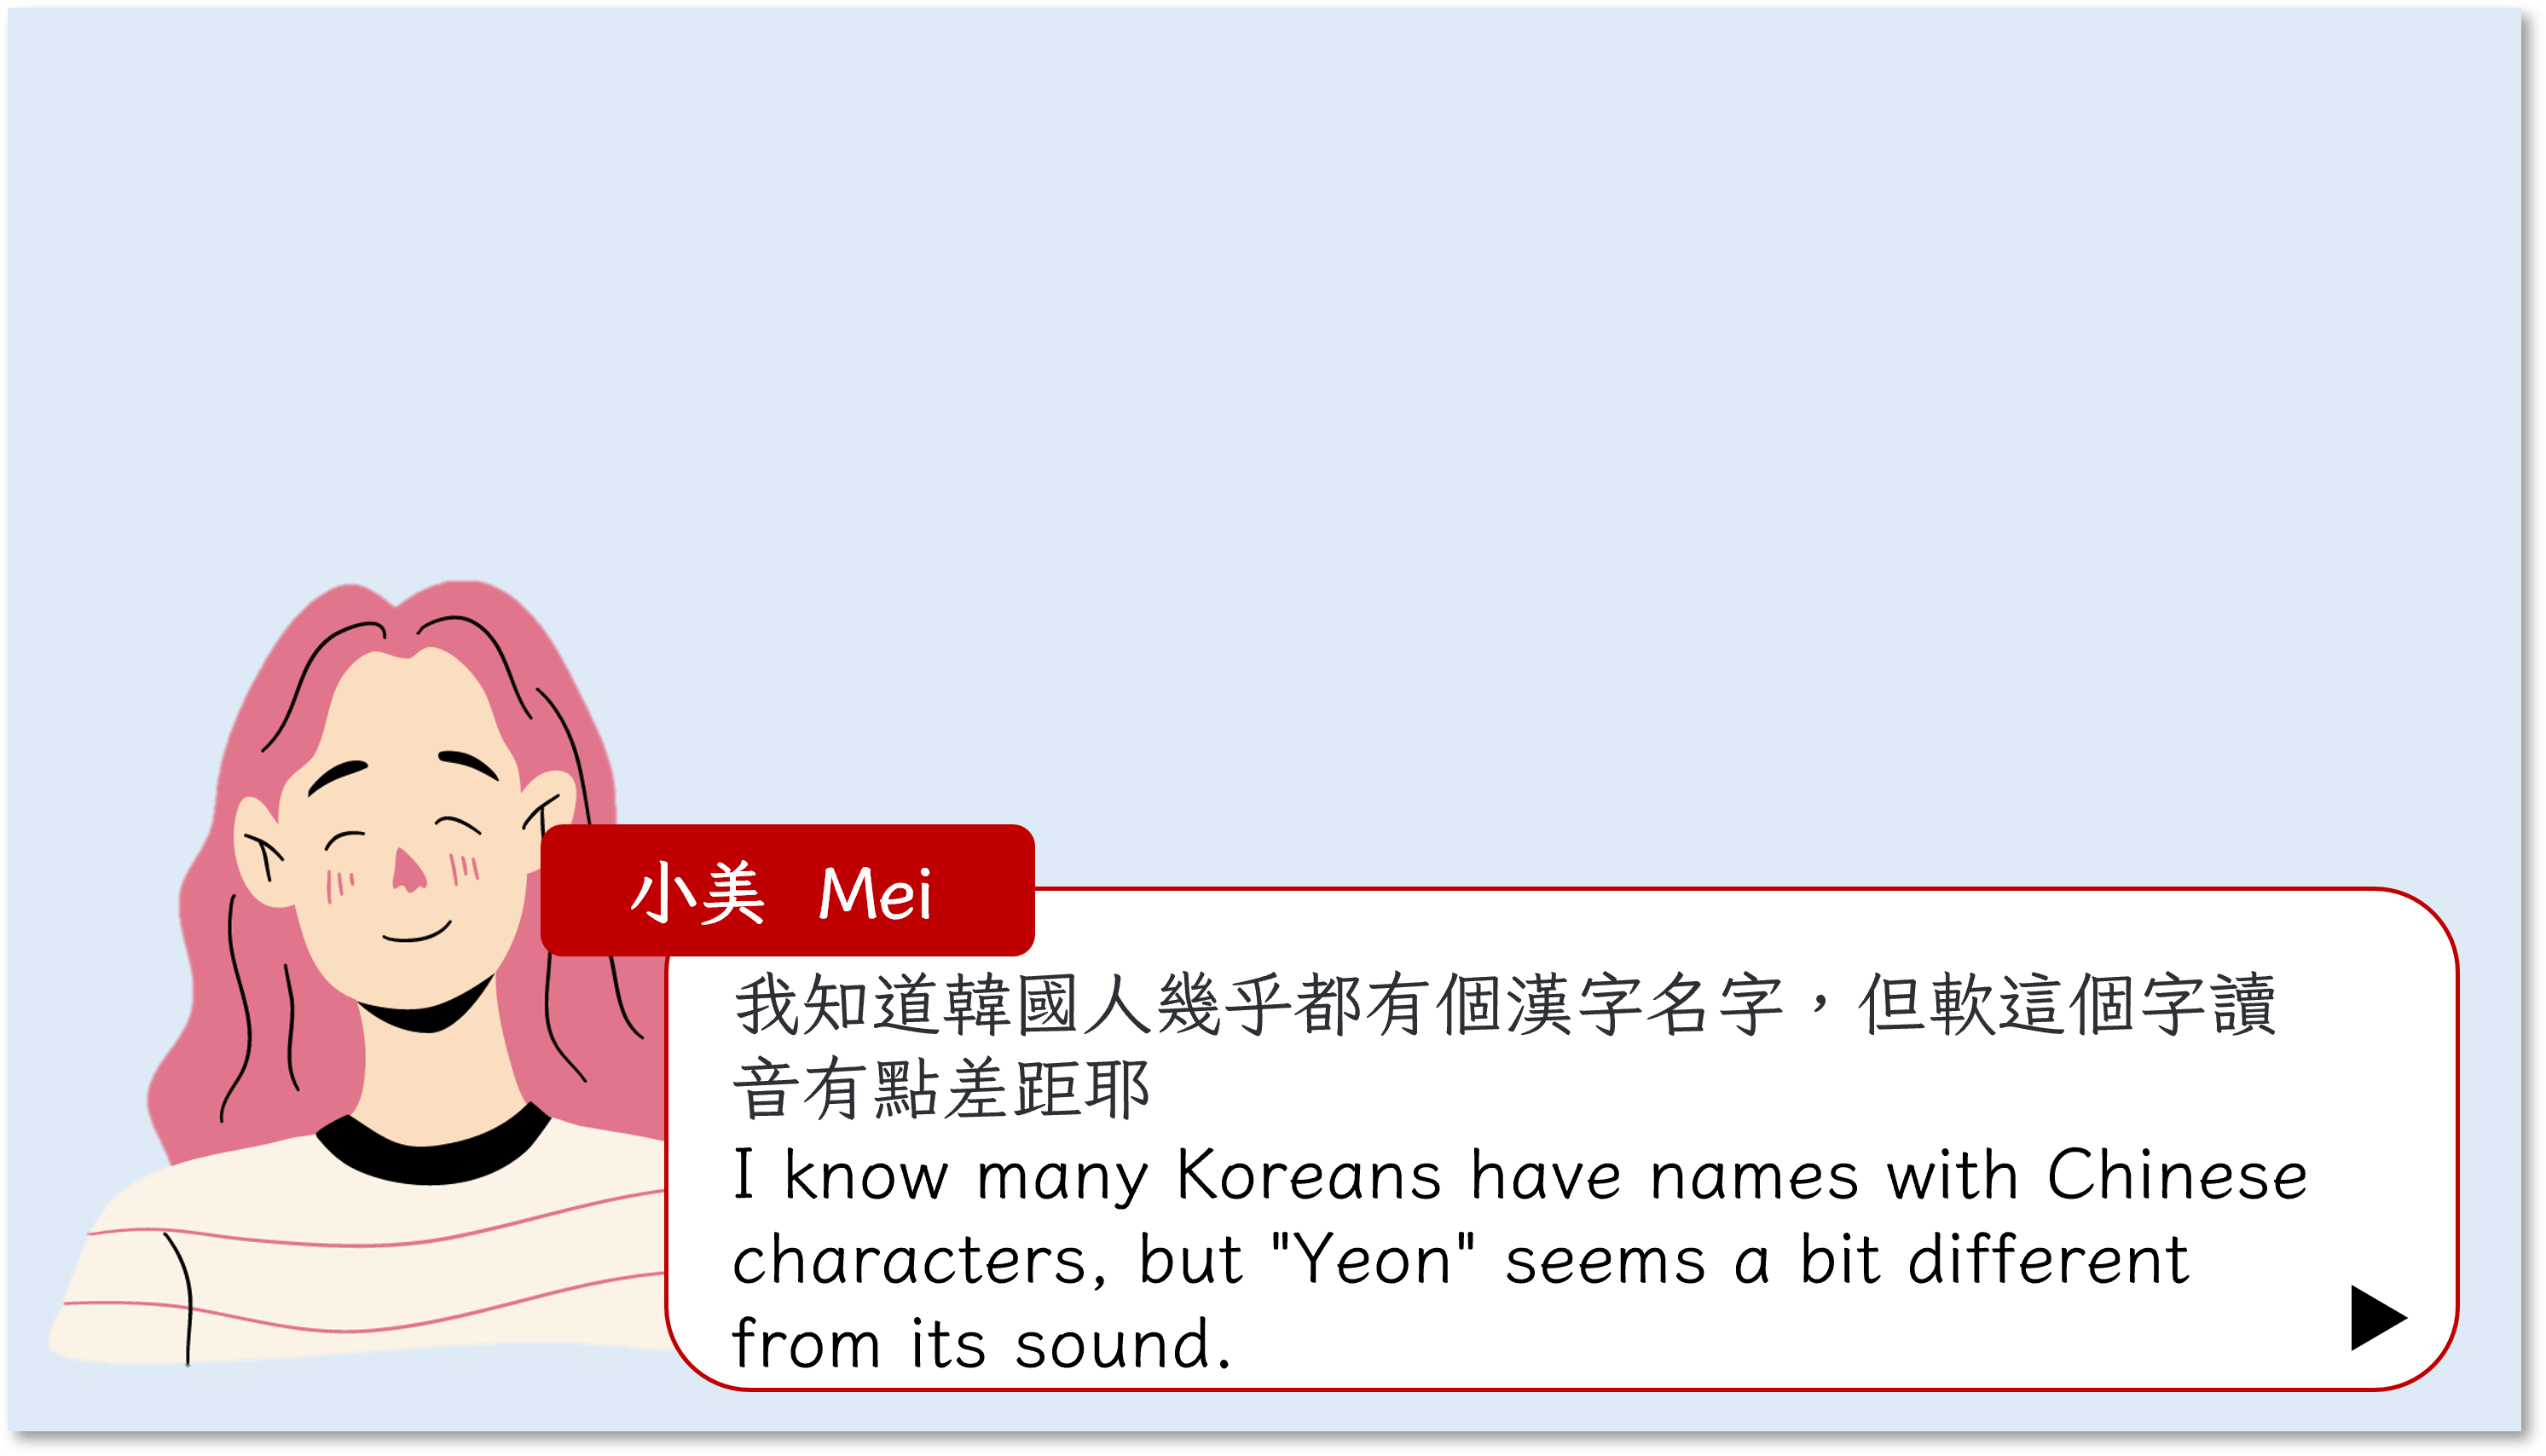 小美 Mei
我知道韓國人幾乎都有個漢字名字，但軟這個字讀
音有點差距耶
I know many Koreans have names with Chinese
characters, but "Yeon" seems a bit different
from its sound.